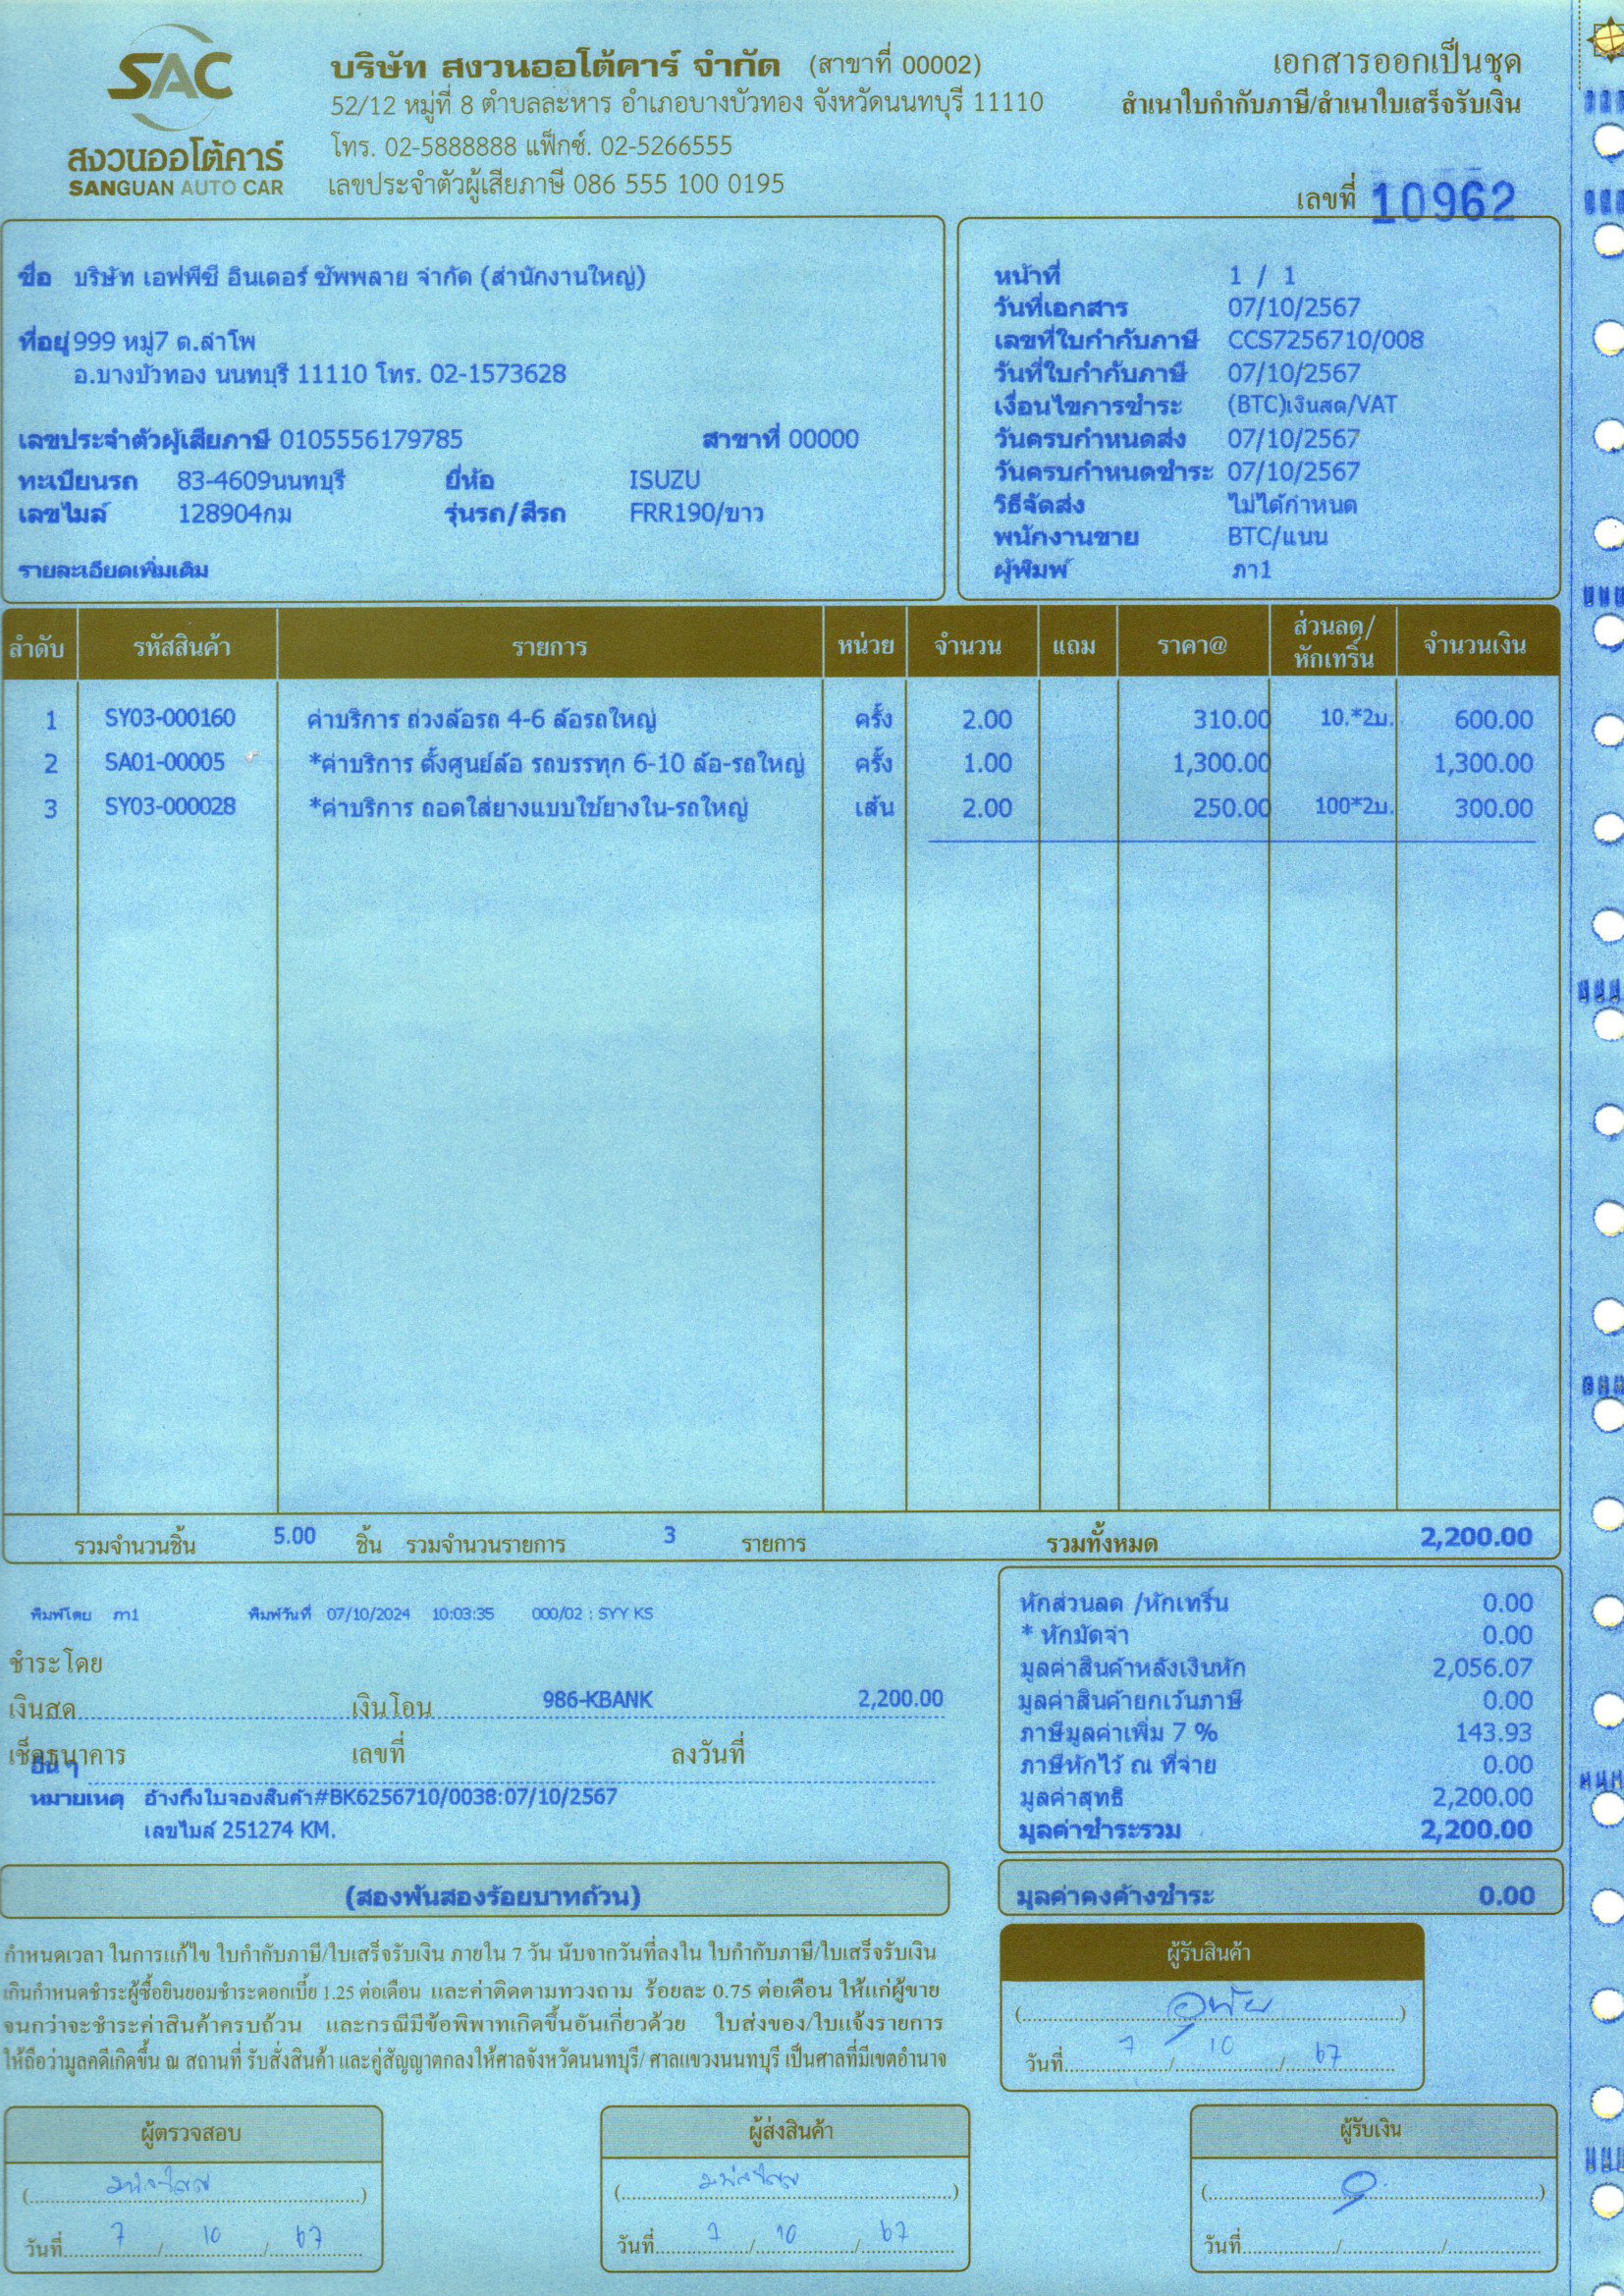 SAC
สงวนออโต้คาร์
SANGUAN AUTO CAR
บริษัท สงวนออโต้คาร์ จำกัด (สาขาที่ 00002)
52/12 หมู่ที่ 8 ตำบลละหาร อำเภอบางบัวทอง จังหวัดนนทบุรี 11110
โทร. 02-5888888 แฟ็กซ์. 02-5266555
เลขประจำตัวผู้เสียภาษี 086 555 100 0195
เอกสารออกเป็นชุด
สำเนาใบกำกับภาษี/สำเนาใบเสร็จรับเงิน
เลขที่ 10962
ชื่อ บริษัท เอฟพีซี อินเตอร์ ซัพพลาย จำกัด (สำนักงานใหญ่)
ที่อยู่ 999 หมู่7 ต.ลำโพ
อ.บางบัวทอง นนทบุรี 11110 โทร. 02-1573628
เลขประจำตัวผู้เสียภาษี 0105556179785 สาขาที่ 00000
ทะเบียนรถ 83-4609นนทบุรี ยี่ห้อ ISUZU
เลขไมล์ 128904กม รุ่นรถ/สีรถ FRR190/ขาว
รายละเอียดเพิ่มเติม
หน้าที่ 1 / 1
วันที่เอกสาร 07/10/2567
เลขที่ใบกำกับภาษี CCS7256710/008
วันที่ใบกำกับภาษี 07/10/2567
เงื่อนไขการชำระ (BTC)เงินสด/VAT
วันครบกำหนดส่ง 07/10/2567
วันครบกำหนดชำระ 07/10/2567
วิธีจัดส่ง ไม่ได้กำหนด
พนักงานขาย BTC/แนน
ผู้พิมพ์ ภา1
ลำดับ รหัสสินค้า รายการ หน่วย จำนวน แถม ราคา@ ส่วนลด/หักเทริ์น จำนวนเงิน
1 SY03-000160 ค่าบริการ ถ่วงล้อรถ 4-6 ล้อรถใหญ่ ครั้ง 2.00 310.00 10.*2บ. 600.00
2 SA01-00005 *ค่าบริการ ตั้งศูนย์ล้อ รถบรรทุก 6-10 ล้อ-รถใหญ่ ครั้ง 1.00 1,300.00 1,300.00
3 SY03-000028 *ค่าบริการ ถอดใส่ยางแบบใช้ยางใน-รถใหญ่ เส้น 2.00 250.00 100*2บ. 300.00
รวมจำนวนชิ้น 5.00 ชิ้น รวมจำนวนรายการ 3 รายการ รวมทั้งหมด 2,200.00
พิมพ์โดย ภา1 พิมพ์วันที่ 07/10/2024 10:03:35 000/02 : SYY KS
ชำระโดย
เงินสด เงินโอน 986-KBANK 2,200.00
เช็คธนาคาร เลขที่ ลงวันที่
อื่น ๆ
หมายเหตุ อ้างถึงใบจองสินค้า#BK6256710/0038:07/10/2567
เลขไมล์ 251274 KM.
หักส่วนลด /หักเทริ์น 0.00
* หักมัดจำ 0.00
มูลค่าสินค้าหลังเงินหัก 2,056.07
มูลค่าสินค้ายกเว้นภาษี 0.00
ภาษีมูลค่าเพิ่ม 7 % 143.93
ภาษีหักไว้ ณ ที่จ่าย 0.00
มูลค่าสุทธิ 2,200.00
มูลค่าชำระรวม 2,200.00
(สองพันสองร้อยบาทถ้วน)
มูลค่าคงค้างชำระ 0.00
กำหนดเวลา ในการแก้ไข ใบกำกับภาษี/ใบเสร็จรับเงิน ภายใน 7 วัน นับจากวันที่ลงใน ใบกำกับภาษี/ใบเสร็จรับเงิน
เกินกำหนดชำระผู้ซื้อยินยอมชำระดอกเบี้ย 1.25 ต่อเดือน และค่าติดตามทวงถาม ร้อยละ 0.75 ต่อเดือน ให้แก่ผู้ขาย
จนกว่าจะชำระค่าสินค้าครบถ้วน และกรณีมีข้อพิพาทเกิดขึ้นอันเกี่ยวด้วย ใบส่งของ/ใบแจ้งรายการ
ให้ถือว่ามูลคดีเกิดขึ้น ณ สถานที่ รับสั่งสินค้า และคู่สัญญาตกลงให้ศาลจังหวัดนนทบุรี/ ศาลแขวงนนทบุรี เป็นศาลที่มีเขตอำนาจ
ผู้รับสินค้า
วันที่ 7 / 10 / 67
ผู้ตรวจสอบ
วันที่ 7 / 10 / 67
ผู้ส่งสินค้า
วันที่ 7 / 10 / 67
ผู้รับเงิน
วันที่ / /